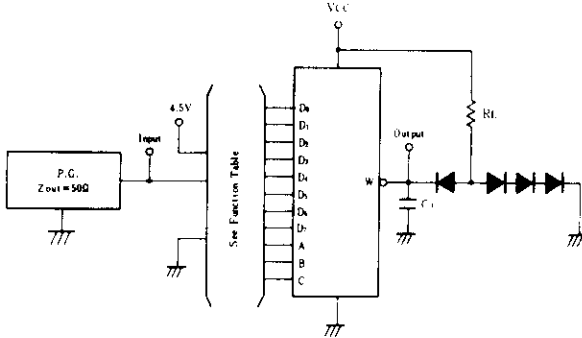 VCC
4.5V
Input
P.G.
Zout=50Ω
See Function Table
D0
D1
D2
D3
D4
D5
D6
D7
A
B
C
W
Output
RL
CL